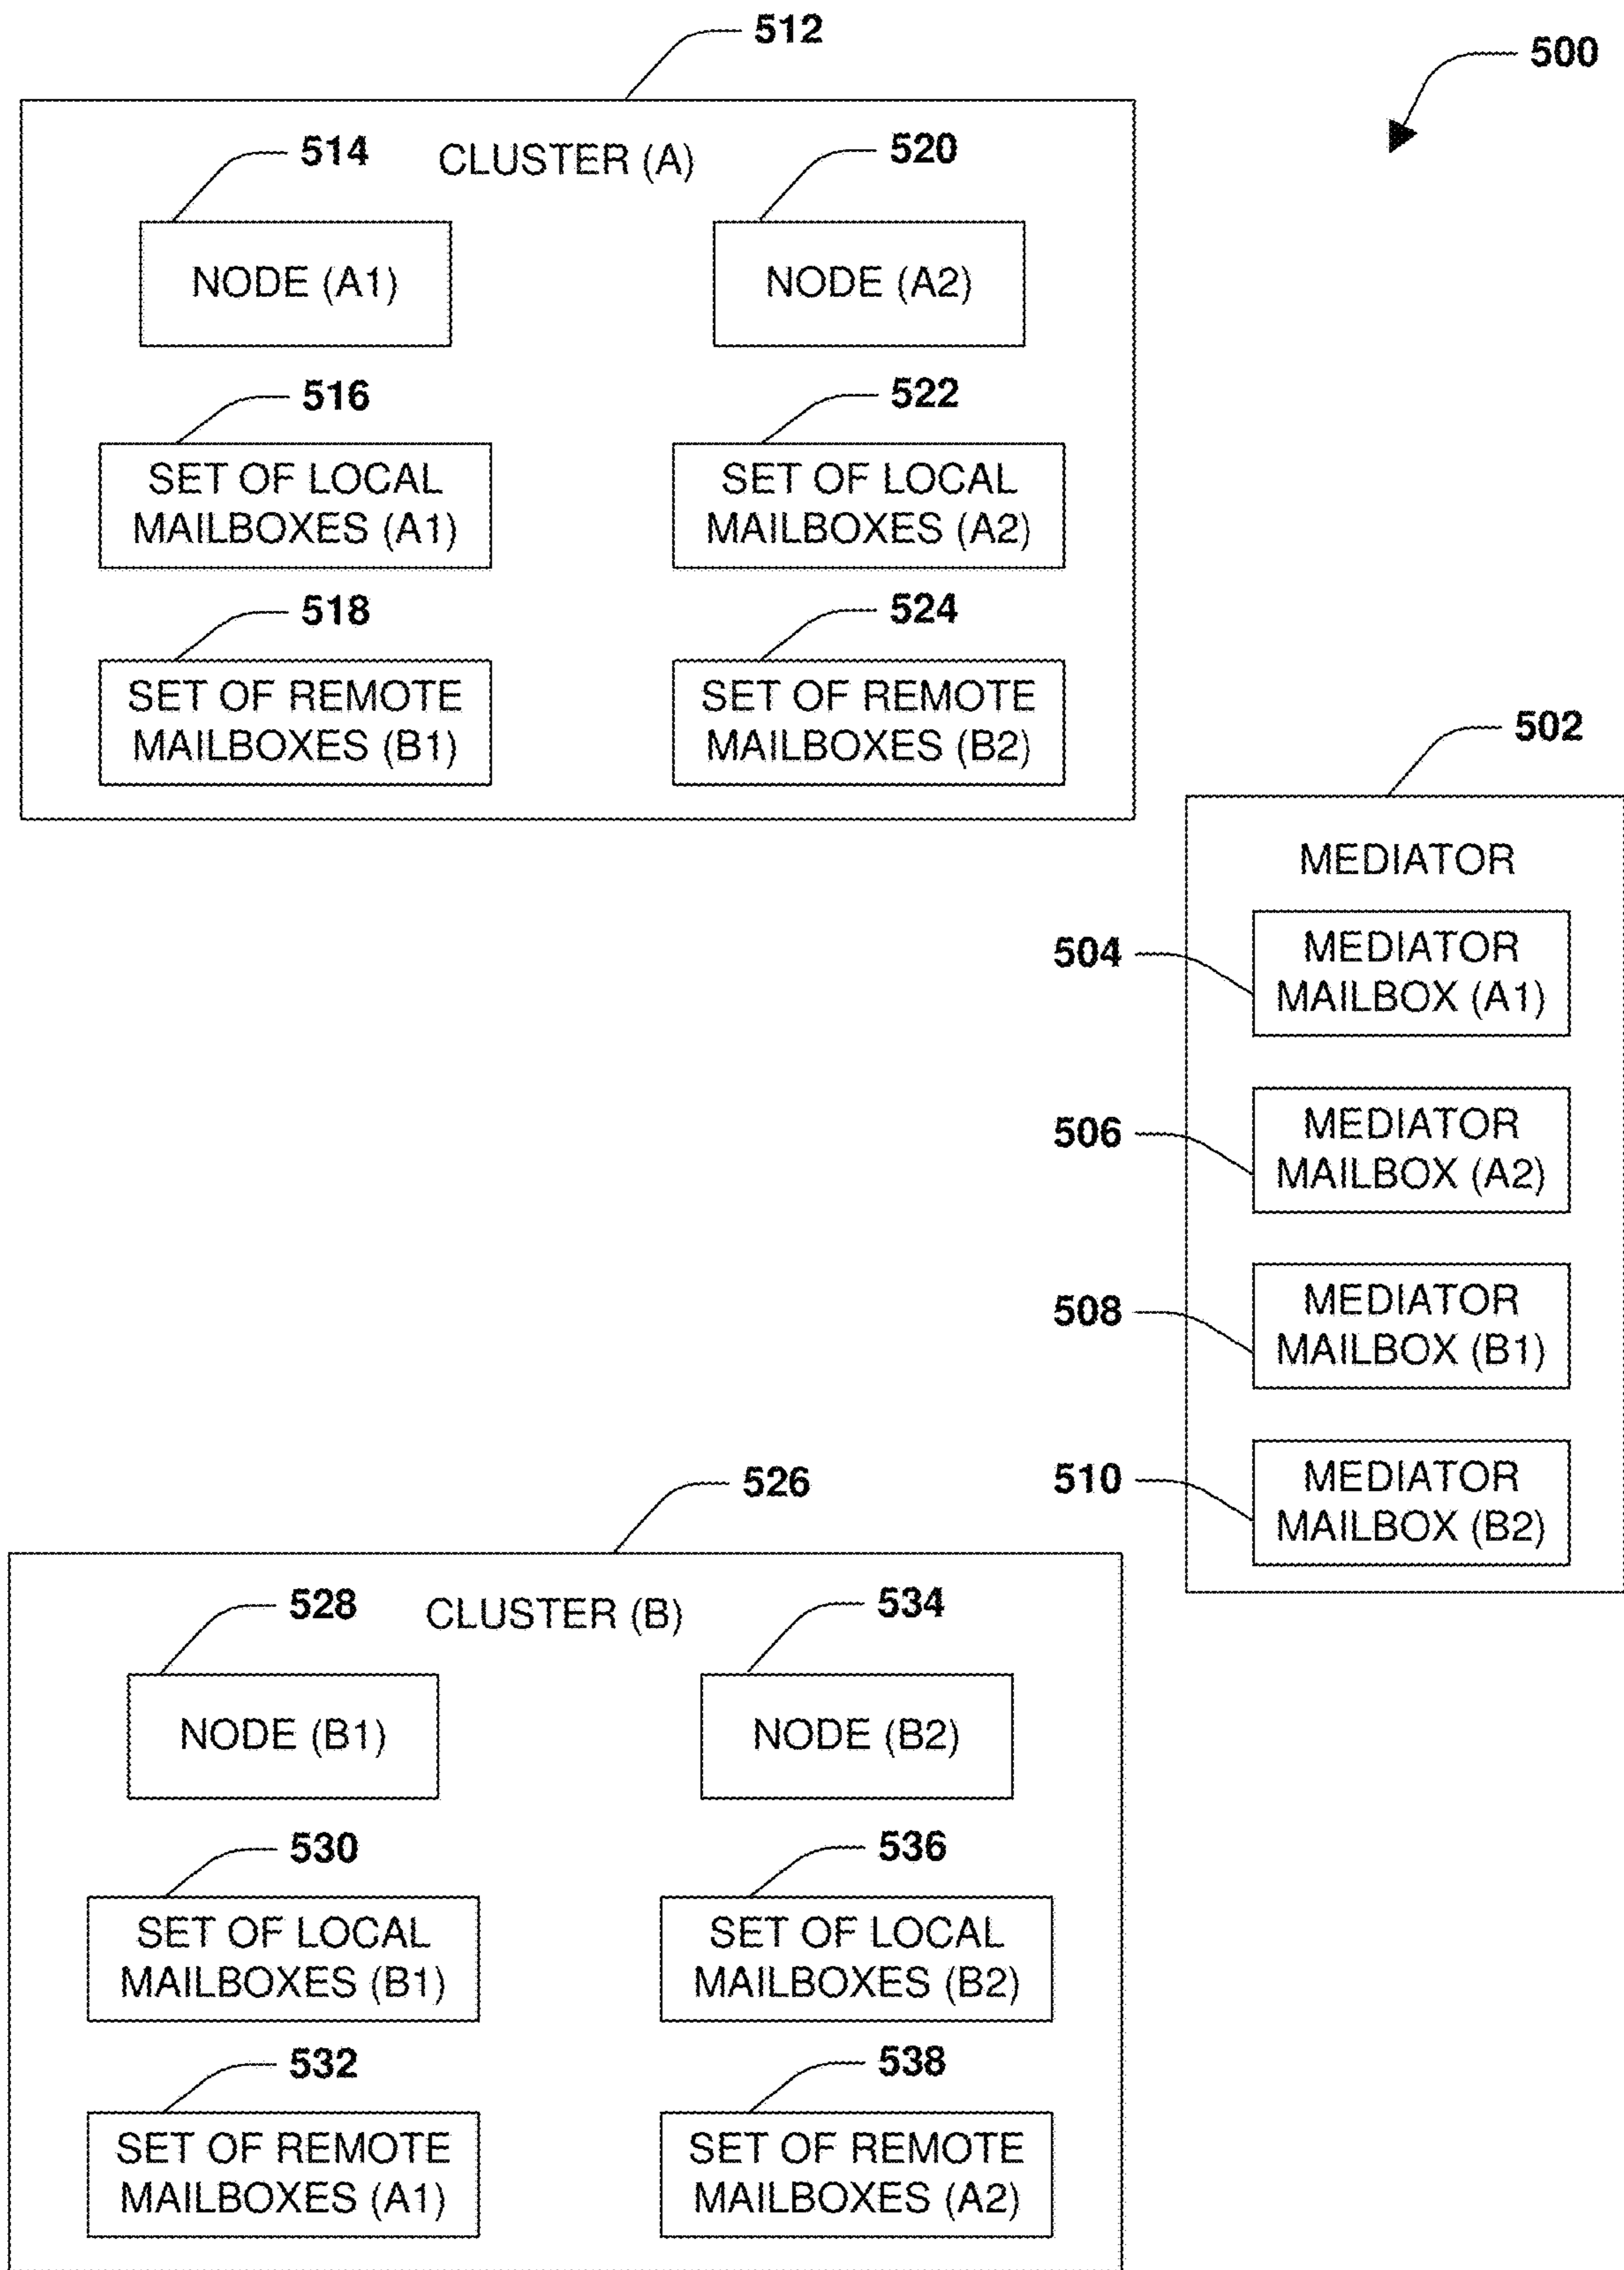 512
500
514
CLUSTER (A)
520
NODE (A1)
NODE (A2)
516
522
SET OF LOCAL
MAILBOXES (A1)
SET OF LOCAL
MAILBOXES (A2)
518
524
SET OF REMOTE
MAILBOXES (B1)
SET OF REMOTE
MAILBOXES (B2)
502
MEDIATOR
504
MEDIATOR
MAILBOX (A1)
506
MEDIATOR
MAILBOX (A2)
508
MEDIATOR
MAILBOX (B1)
510
MEDIATOR
MAILBOX (B2)
526
528
CLUSTER (B)
534
NODE (B1)
NODE (B2)
530
536
SET OF LOCAL
MAILBOXES (B1)
SET OF LOCAL
MAILBOXES (B2)
532
538
SET OF REMOTE
MAILBOXES (A1)
SET OF REMOTE
MAILBOXES (A2)